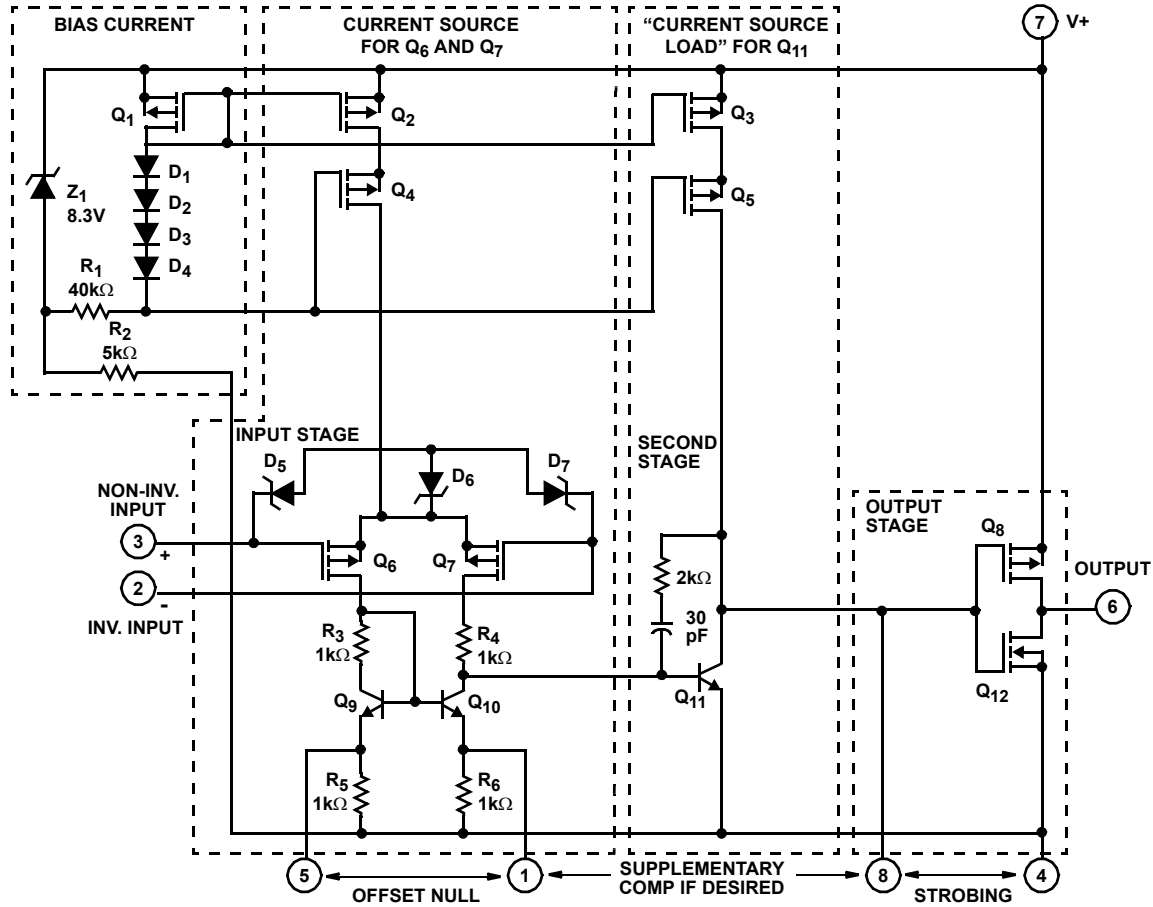 BIAS CURRENT
CURRENT SOURCE
FOR Q6 AND Q7
“CURRENT SOURCE
LOAD” FOR Q11
7
V+
Q1
Q2
Q3
Z1
8.3V
D1
D2
D3
D4
Q4
Q5
R1
40kΩ
R2
5kΩ
INPUT STAGE
D5
D6
D7
SECOND
STAGE
NON-INV.
INPUT
3
+
2
-
INV. INPUT
Q6
Q7
2kΩ
30
pF
OUTPUT
STAGE
Q8
OUTPUT
6
R3
1kΩ
R4
1kΩ
Q9
Q10
Q11
Q12
R5
1kΩ
R6
1kΩ
5
OFFSET NULL
1
SUPPLEMENTARY
COMP IF DESIRED
8
STROBING
4